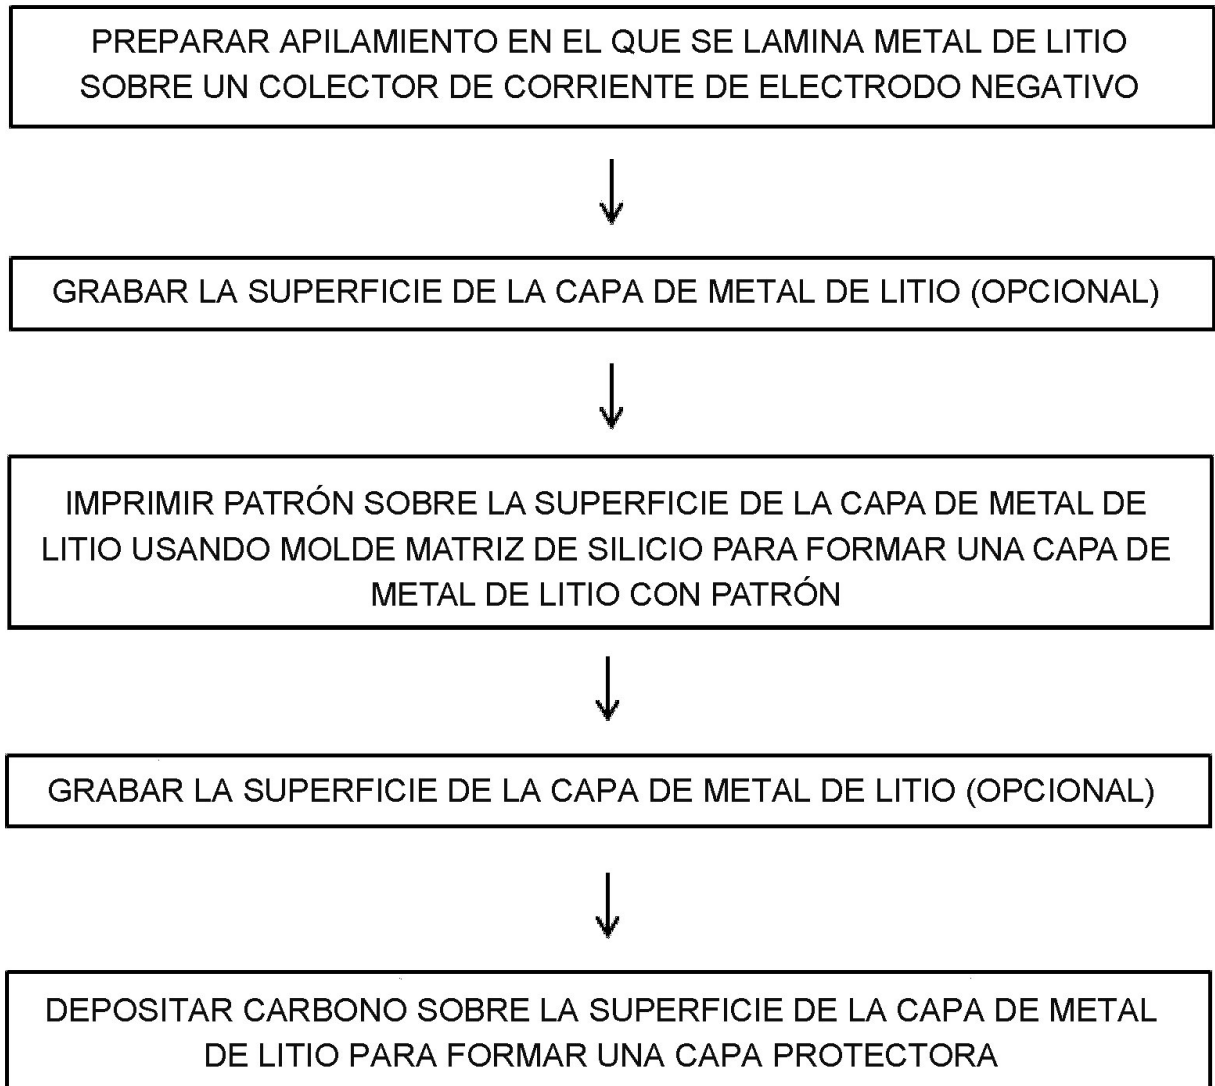 PREPARAR APILAMIENTO EN EL QUE SE LAMINA METAL DE LITIO
SOBRE UN COLECTOR DE CORRIENTE DE ELECTRODO NEGATIVO
GRABAR LA SUPERFICIE DE LA CAPA DE METAL DE LITIO (OPCIONAL)
IMPRIMIR PATRÓN SOBRE LA SUPERFICIE DE LA CAPA DE METAL DE
LITIO USANDO MOLDE MATRIZ DE SILICIO PARA FORMAR UNA CAPA DE
METAL DE LITIO CON PATRÓN
GRABAR LA SUPERFICIE DE LA CAPA DE METAL DE LITIO (OPCIONAL)
DEPOSITAR CARBONO SOBRE LA SUPERFICIE DE LA CAPA DE METAL
DE LITIO PARA FORMAR UNA CAPA PROTECTORA